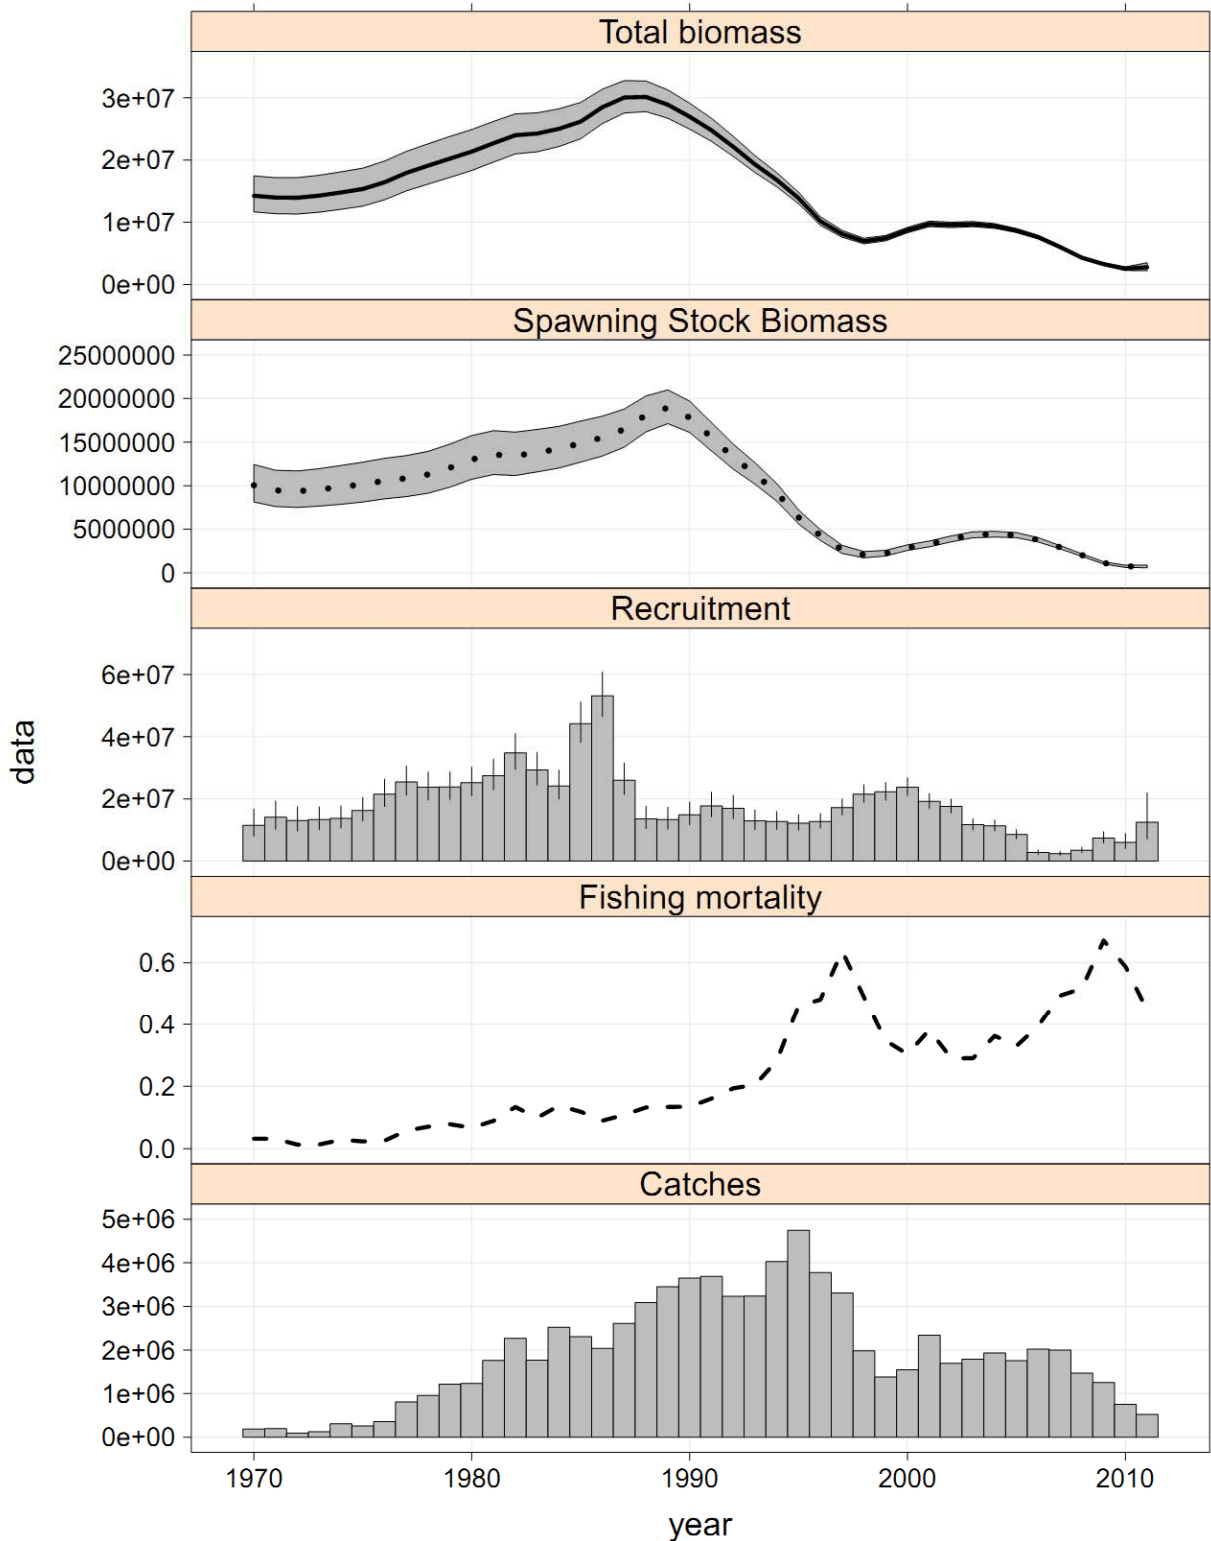 Total biomass
3e+07
2e+07
1e+07
0e+00
Spawning Stock Biomass
25000000
20000000
15000000
10000000
5000000
0
Recruitment
6e+07
4e+07
2e+07
0e+00
data
Fishing mortality
0.6
0.4
0.2
0.0
Catches
5e+06
4e+06
3e+06
2e+06
1e+06
0e+00
1970 1980 1990 2000 2010
year